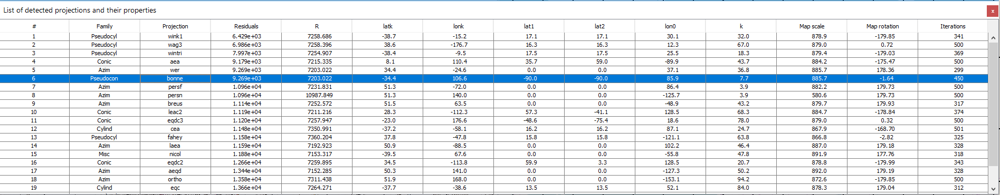 List of detected projections and their properties
x
# Family Projection Residuals R latk lonk lat1 lat2 lon0 k Map scale Map rotation Iterations
1 Pseudocyl wink1 6.429e+03 7258.686 -38.7 -15.2 17.1 17.1 30.1 32.0 878.9 -179.85 341
2 Pseudocyl wag3 6.986e+03 7258.396 38.6 -176.7 16.3 16.3 12.3 67.0 879.0 0.72 500
3 Pseudocyl wintri 7.997e+03 7254.907 -38.4 -9.5 17.5 17.5 25.5 18.3 879.4 -179.03 369
4 Conic aea 9.179e+03 7215.335 8.1 110.4 35.7 59.0 -89.9 43.7 884.2 -175.47 500
5 Azim wer 9.269e+03 7203.022 34.4 -24.6 0.0 0.0 37.1 36.8 885.7 178.36 299
6 Pseudocon bonne 9.269e+03 7203.022 -34.4 106.6 -90.0 -90.0 85.9 7.7 885.7 -1.64 450
7 Azim persf 1.096e+04 7231.831 51.3 -72.0 0.0 0.0 86.4 3.9 882.2 179.73 500
8 Azim persn 1.096e+04 10987.849 51.3 140.0 0.0 0.0 -125.7 3.9 580.6 179.73 500
9 Azim breus 1.114e+04 7252.572 51.5 63.5 0.0 0.0 -48.9 43.2 879.7 179.93 317
10 Conic leac2 1.119e+04 7211.216 28.3 -112.3 57.3 -41.1 128.5 68.3 884.7 -178.84 374
11 Conic eqdc3 1.120e+04 7257.947 -23.0 176.6 -48.6 -75.4 18.6 78.0 879.0 0.32 500
12 Cylind cea 1.148e+04 7350.991 -37.2 -58.1 16.2 16.2 87.1 24.7 867.9 -168.70 501
13 Pseudocyl fahey 1.158e+04 7360.204 37.8 -47.8 15.8 15.8 -121.1 63.8 866.8 -2.82 325
14 Azim laea 1.159e+04 7192.923 50.9 -88.5 0.0 0.0 102.2 46.4 887.0 179.18 328
15 Misc nicol 1.188e+04 7153.317 -39.5 67.6 0.0 0.0 -55.8 47.8 891.9 177.76 318
16 Conic eqdc2 1.266e+04 7259.895 34.5 -113.8 59.9 3.3 128.5 20.7 878.8 -179.99 343
17 Azim aeqd 1.344e+04 7152.285 50.3 141.0 0.0 0.0 -127.3 50.2 892.0 179.19 328
18 Azim ortho 1.358e+04 7311.438 51.9 168.0 0.0 0.0 -153.1 94.2 872.6 -179.85 500
19 Cylind eqc 1.366e+04 7264.271 -37.7 -38.6 13.5 13.5 52.1 84.0 878.3 179.04 312